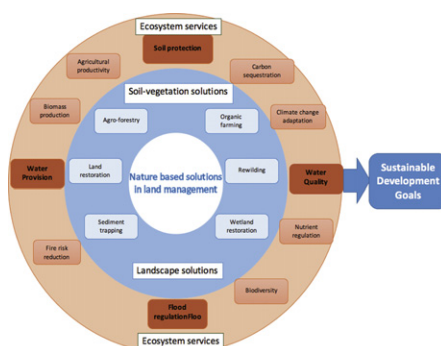 Ecosystem services
Soil protection
Agricultural
productivity
Carbon
sequestration
Soil-vegetation solutions
Biomass
production
Agro-forestry
Organic
farming
Climate change
adaptation
Water
Provision
Land
restoration
Nature based solutions
in land management
Rewilding
Water
Quality
Sustainable
Development
Goals
Sediment
trapping
Wetland
restoration
Nutrient
regulation
Fire risk
reduction
Landscape solutions
Biodiversity
Flood
regulationFloo
Ecosystem services